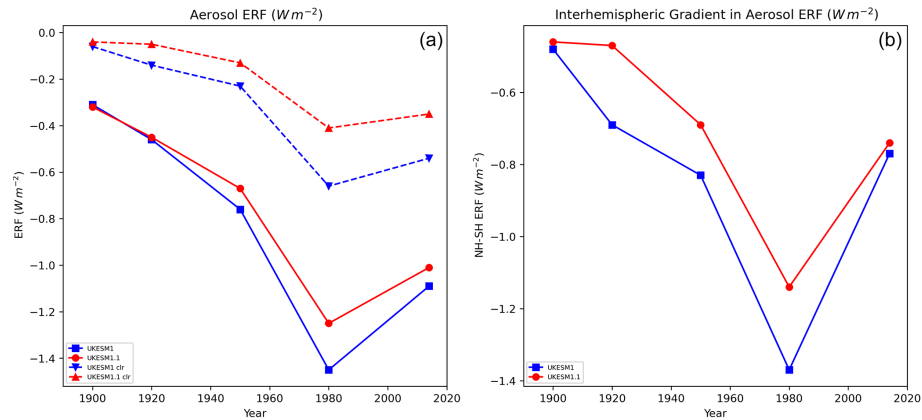 Aerosol ERF (W m⁻²)
(a)
ERF (W m⁻²)
0.0
−0.2
−0.4
−0.6
−0.8
−1.0
−1.2
−1.4
UKESM1
UKESM1.1
UKESM1 clr
UKESM1.1 clr
1900 1920 1940 1960 1980 2000 2020
Year
Interhemispheric Gradient in Aerosol ERF (W m⁻²)
(b)
NH-SH ERF (W m⁻²)
−0.6
−0.8
−1.0
−1.2
−1.4
UKESM1
UKESM1.1
1900 1920 1940 1960 1980 2000 2020
Year